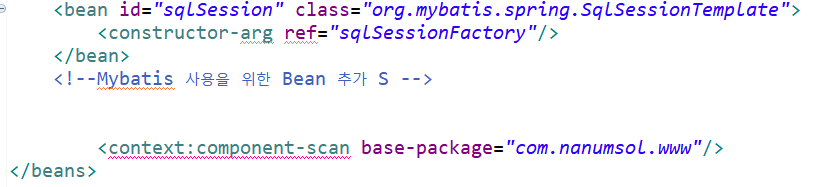 <bean id="sqlSession" class="org.mybatis.spring.SqlSessionTemplate">
<constructor-arg ref="sqlSessionFactory"/>
</bean>
<!--Mybatis 사용을 위한 Bean 추가 S -->
<context:component-scan base-package="com.nanumsol.www"/>
</beans>